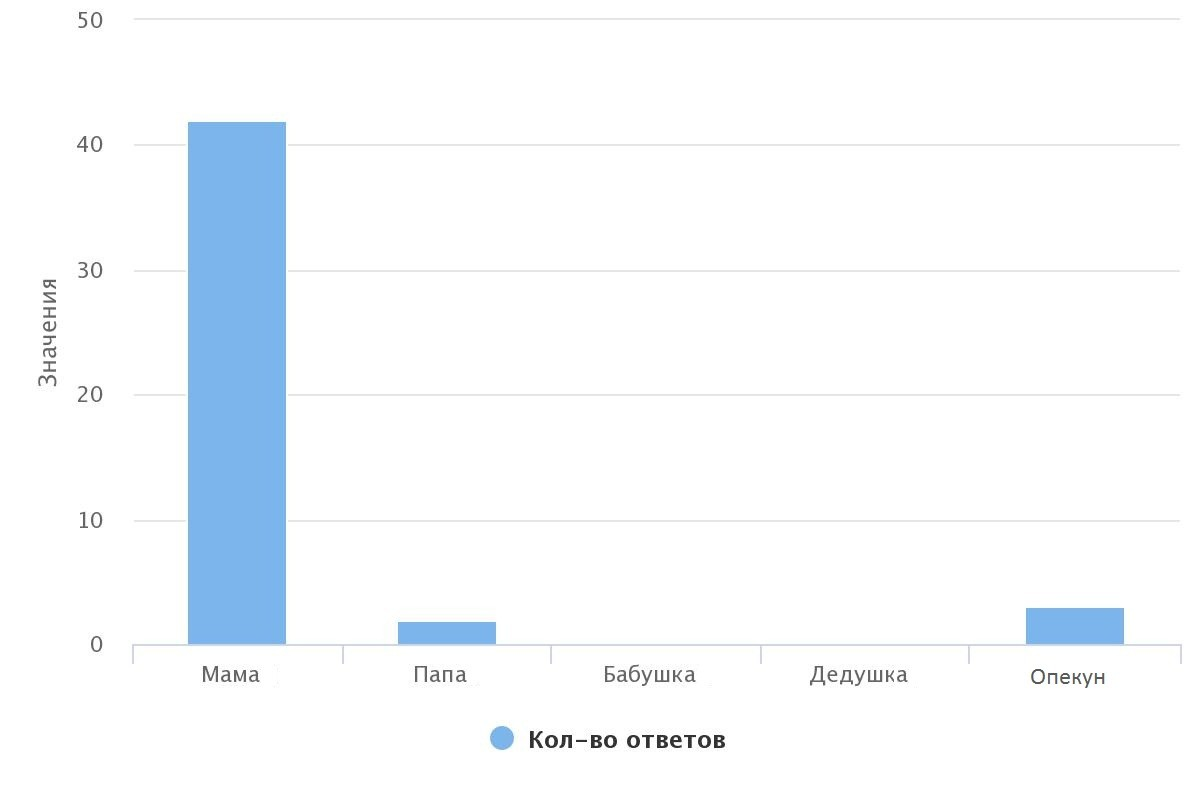 50
40
30
20
10
0
Значения
Мама
Папа
Бабушка
Дедушка
Опекун
Кол-во ответов